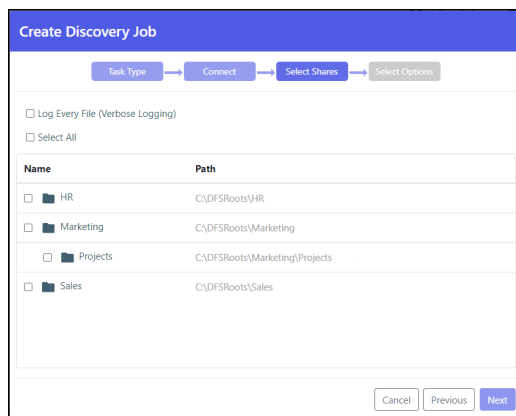 Create Discovery Job
Task Type Connect Select Shares Select Options
Log Every File (Verbose Logging)
Select All
Name Path
HR C:\DFSRoots\HR
Marketing C:\DFSRoots\Marketing
Projects C:\DFSRoots\Marketing\Projects
Sales C:\DFSRoots\Sales
Cancel Previous Next